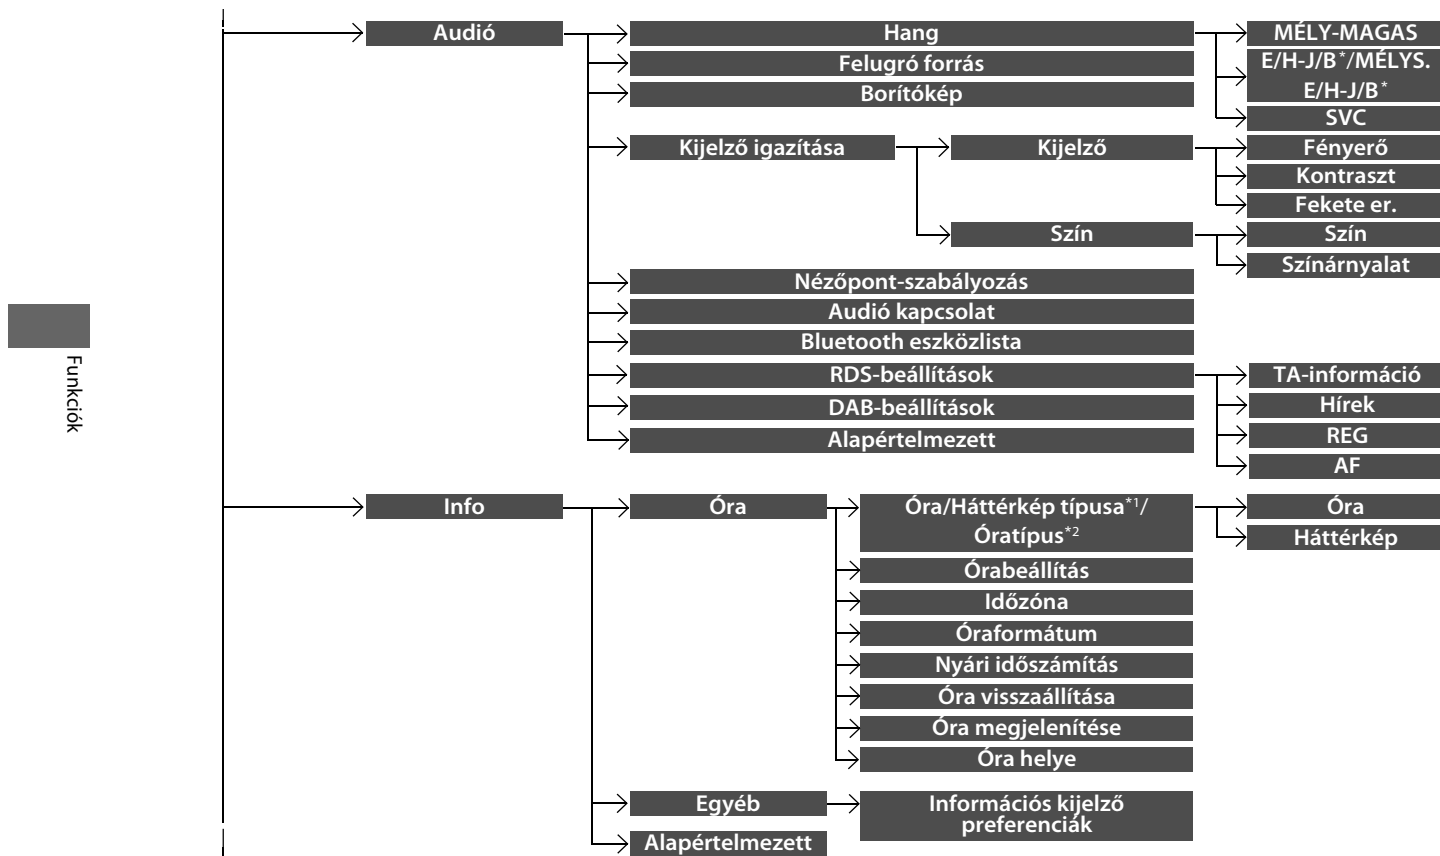 Audió
Hang
MÉLY-MAGAS
E/H-J/B*/MÉLYS.
E/H-J/B*
SVC
Felugró forrás
Borítókép
Kijelző igazítása
Kijelző
Fényerő
Kontraszt
Fekete er.
Szín
Szín
Színárnyalat
Nézőpont-szabályozás
Audió kapcsolat
Bluetooth eszközlista
RDS-beállítások
TA-információ
Hírek
REG
AF
DAB-beállítások
Alapértelmezett
Funkciók
Info
Óra
Óra/Háttérkép típusa*1/
Óratípus*2
Óra
Háttérkép
Órabeállítás
Időzóna
Óraformátum
Nyári időszámítás
Óra visszaállítása
Óra megjelenítése
Óra helye
Egyéb
Információs kijelző
preferenciák
Alapértelmezett